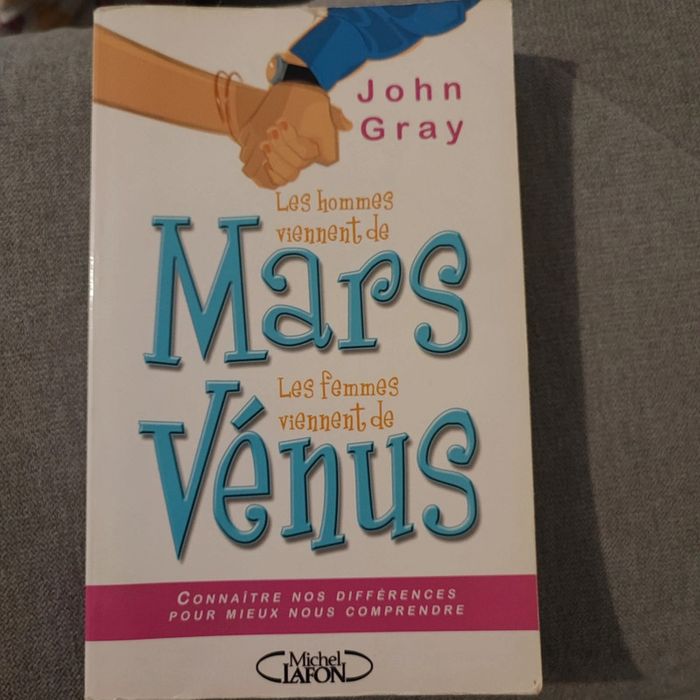 John
Gray
Les hommes
viennent de
Mars
Les femmes
viennent de
Vénus
CONNAÎTRE NOS DIFFÉRENCES
POUR MIEUX NOUS COMPRENDRE
Michel
LAFON